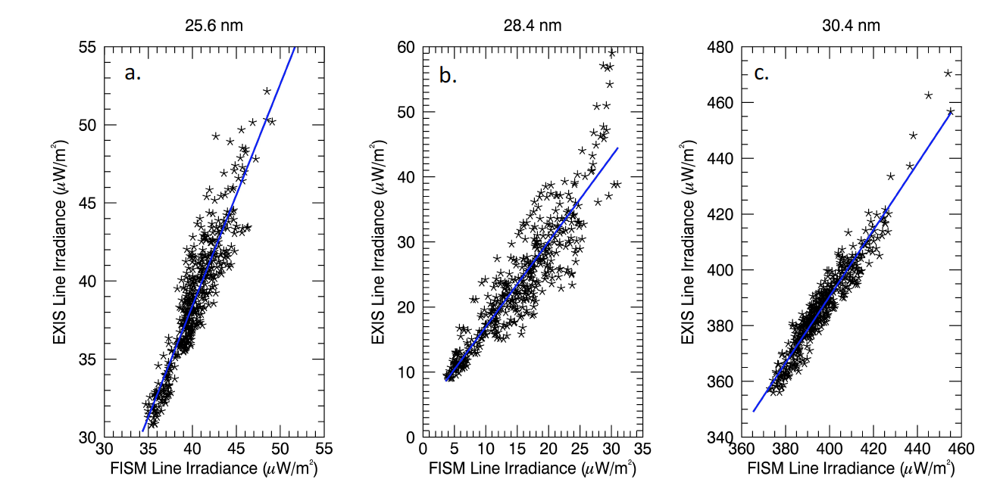 25.6 nm
28.4 nm
30.4 nm
a.
b.
c.
EXIS Line Irradiance (μW/m²)
55
50
45
40
35
30
30 35 40 45 50 55
FISM Line Irradiance (μW/m²)
EXIS Line Irradiance (μW/m²)
60
50
40
30
20
10
0
0 5 10 15 20 25 30 35
FISM Line Irradiance (μW/m²)
EXIS Line Irradiance (μW/m²)
480
460
440
420
400
380
360
340
360 380 400 420 440 460
FISM Line Irradiance (μW/m²)